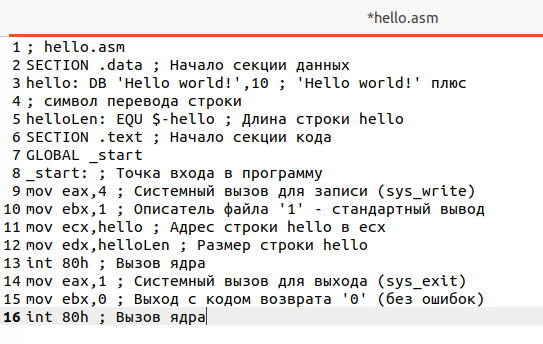 *hello.asm
1 ; hello.asm
2 SECTION .data ; Начало секции данных
3 hello: DB 'Hello world!',10 ; 'Hello world!' плюс
4 ; символ перевода строки
5 helloLen: EQU $-hello ; Длина строки hello
6 SECTION .text ; Начало секции кода
7 GLOBAL _start
8 _start: ; Точка входа в программу
9 mov eax,4 ; Системный вызов для записи (sys_write)
10 mov ebx,1 ; Описатель файла '1' - стандартный вывод
11 mov ecx,hello ; Адрес строки hello в ecx
12 mov edx,helloLen ; Размер строки hello
13 int 80h ; Вызов ядра
14 mov eax,1 ; Системный вызов для выхода (sys_exit)
15 mov ebx,0 ; Выход с кодом возврата '0' (без ошибок)
16 int 80h ; Вызов ядра